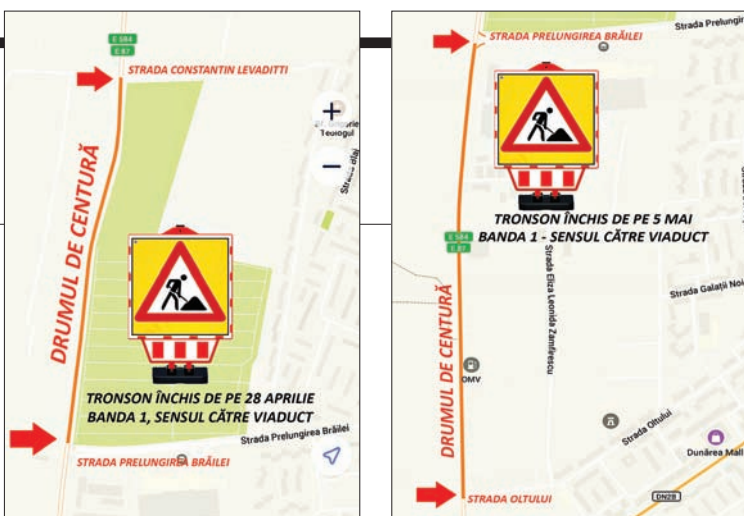 E 584
E 87
STRADA CONSTANTIN LEVADITTI
+
Teologul
−
DRUMUL DE CENTURĂ
TRONSON ÎNCHIS DE PE 28 APRILIE
BANDA 1, SENSUL CĂTRE VIADUCT
Strada Prelungirea Brăilei
STRADA PRELUNGIREA BRĂILEI
STRADA PRELUNGIREA BRĂILEI
TRONSON ÎNCHIS DE PE 5 MAI
BANDA 1 - SENSUL CĂTRE VIADUCT
E 584
E 87
Strada Eliza Leonida Zamfirescu
DRUMUL DE CENTURĂ
OMV
Strada Oltului
Dunărea Mall
DN2B
STRADA OLTULUI